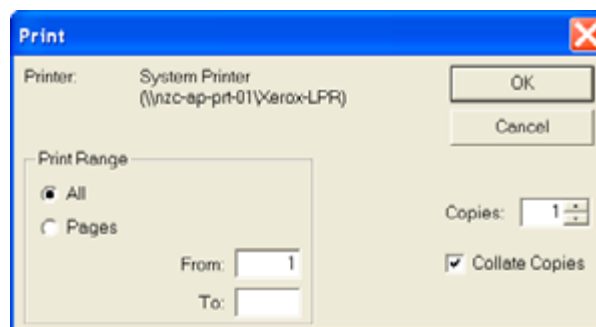 Print
Printer: System Printer
(\\nzc-ap-prt-01\Xerox-LPR)
OK
Cancel
Print Range
All
Pages
From: 1
To:
Copies: 1
Collate Copies